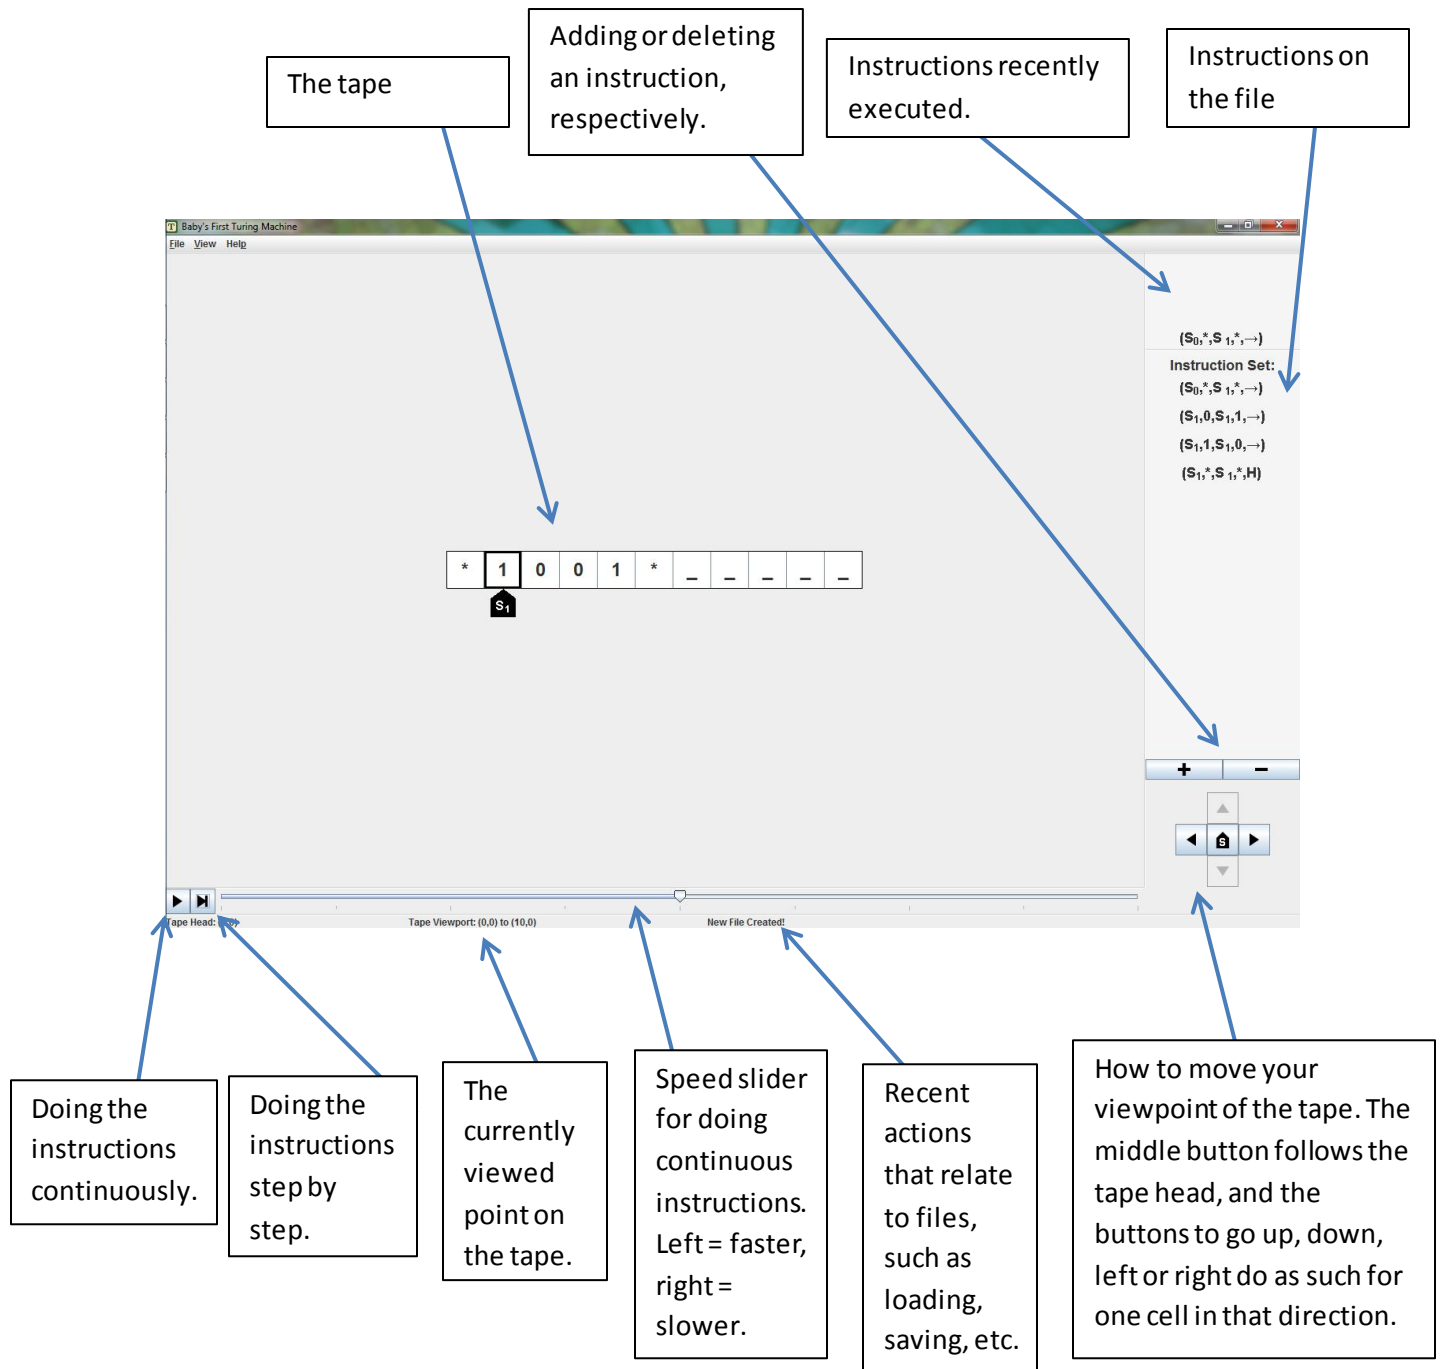 The tape
Adding or deleting
an instruction,
respectively.
Instructions recently
executed.
Instructions on
the file
Baby's First Turing Machine
File View Help
(S₀,*,S ₁,*,→)
Instruction Set:
(S₀,*,S ₁,*,→)
(S₁,0,S₁,1,→)
(S₁,1,S₁,0,→)
(S₁,*,S ₁,*,H)
* 1 0 0 1 * _ _ _ _ _
S₁
+ −
S
Tape Head: Tape Viewport: (0,0) to (10,0) New File Created!
Doing the
instructions
continuously.
Doing the
instructions
step by
step.
The
currently
viewed
point on
the tape.
Speed slider
for doing
continuous
instructions.
Left = faster,
right =
slower.
Recent
actions
that relate
to files,
such as
loading,
saving, etc.
How to move your
viewpoint of the tape. The
middle button follows the
tape head, and the
buttons to go up, down,
left or right do as such for
one cell in that direction.